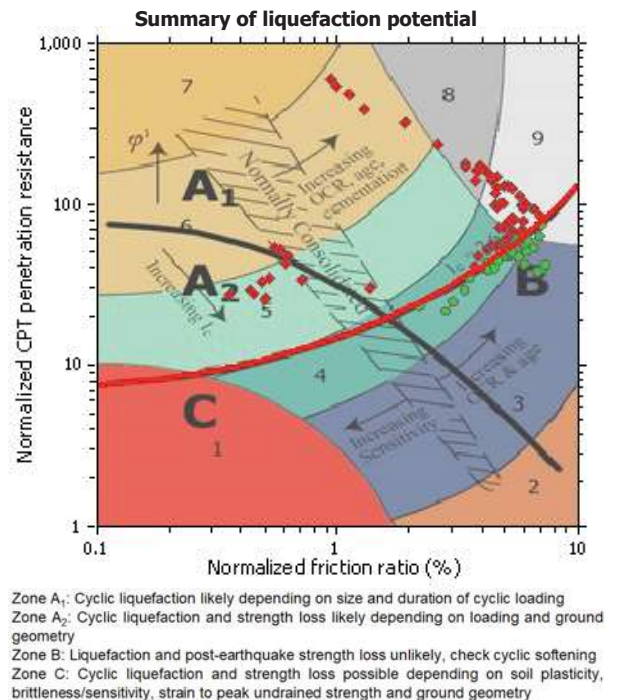 Summary of liquefaction potential
1,000
7
8
9
φ'
Normally Consolidated
Increasing
OCR, age,
cementation
A1
100
6
A2
B
Increasing Ic
5
10
4
Increasing
OCR & age
C
3
Increasing
Sensitivity
1
2
1
0.1
1
10
Normalized CPT penetration resistance
Normalized friction ratio (%)
Zone A1: Cyclic liquefaction likely depending on size and duration of cyclic loading
Zone A2: Cyclic liquefaction and strength loss likely depending on loading and ground
geometry
Zone B: Liquefaction and post-earthquake strength loss unlikely, check cyclic softening
Zone C: Cyclic liquefaction and strength loss possible depending on soil plasticity,
brittleness/sensitivity, strain to peak undrained strength and ground geometry